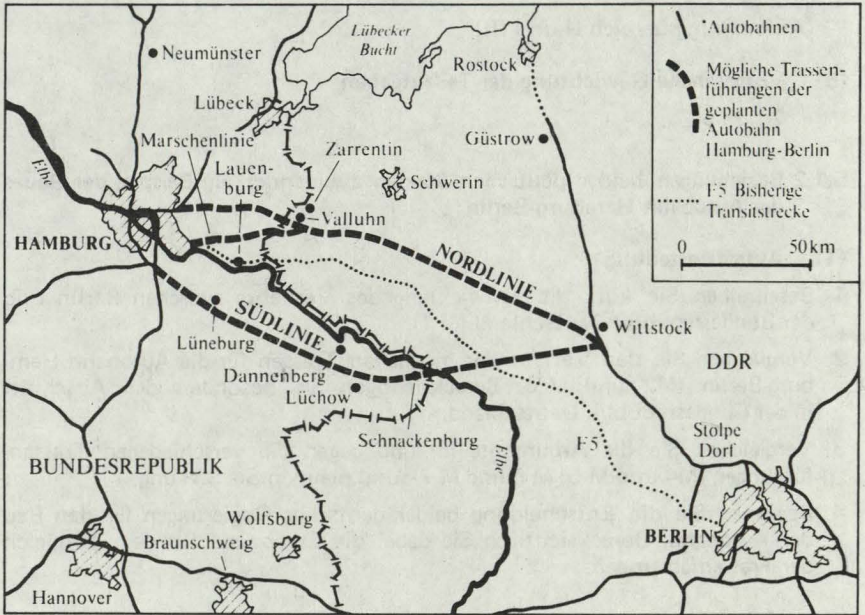 Neumünster
Lübecker
Bucht
Rostock
Lübeck
Marschenlinie
Zarrentin
Lauen-
burg
Güstrow
Schwerin
Valluhn
Elbe
HAMBURG
NORDLINIE
SÜDLINIE
Lüneburg
Wittstock
Dannenberg
DDR
Lüchow
Schnackenburg
F5
Stolpe
Dorf
Elbe
BUNDESREPUBLIK
Wolfsburg
BERLIN
Braunschweig
Hannover
Autobahnen
Mögliche Trassen-
führungen der
geplanten
Autobahn
Hamburg-Berlin
F5 Bisherige
Transitstrecke
0 50 km